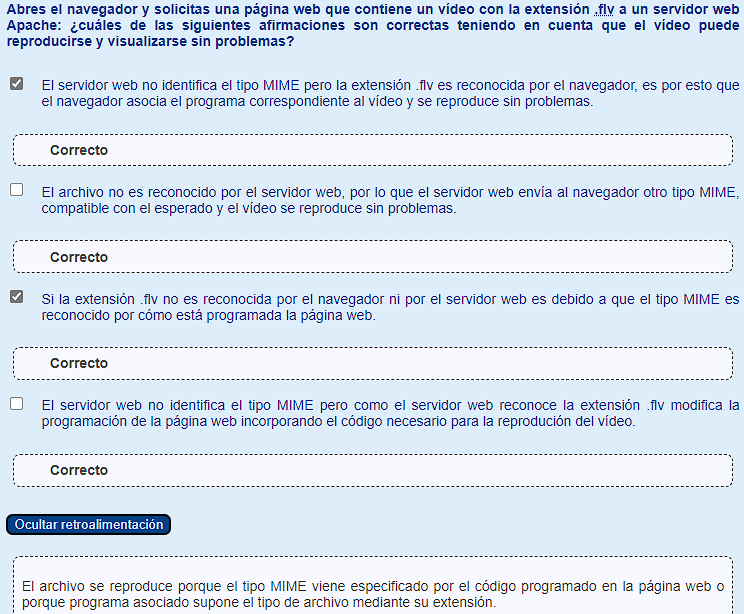 Abres el navegador y solicitas una página web que contiene un vídeo con la extensión .flv a un servidor web
Apache: ¿cuáles de las siguientes afirmaciones son correctas teniendo en cuenta que el vídeo puede
reproducirse y visualizarse sin problemas?
El servidor web no identifica el tipo MIME pero la extensión .flv es reconocida por el navegador, es por esto que
el navegador asocia el programa correspondiente al vídeo y se reproduce sin problemas.
Correcto
El archivo no es reconocido por el servidor web, por lo que el servidor web envía al navegador otro tipo MIME,
compatible con el esperado y el vídeo se reproduce sin problemas.
Correcto
Si la extensión .flv no es reconocida por el navegador ni por el servidor web es debido a que el tipo MIME es
reconocido por cómo está programada la página web.
Correcto
El servidor web no identifica el tipo MIME pero como el servidor web reconoce la extensión .flv modifica la
programación de la página web incorporando el código necesario para la reprodución del vídeo.
Correcto
Ocultar retroalimentación
El archivo se reproduce porque el tipo MIME viene especificado por el código programado en la página web o
porque programa asociado supone el tipo de archivo mediante su extensión.